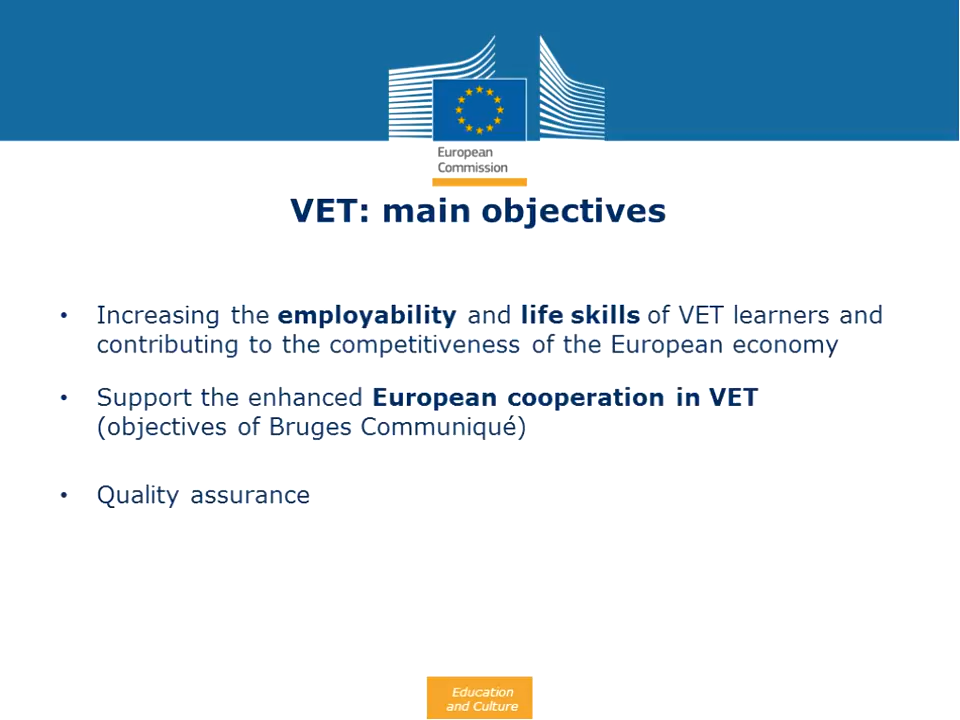 European
Commission
VET: main objectives
• Increasing the employability and life skills of VET learners and
contributing to the competitiveness of the European economy
• Support the enhanced European cooperation in VET
(objectives of Bruges Communiqué)
• Quality assurance
Education
and Culture